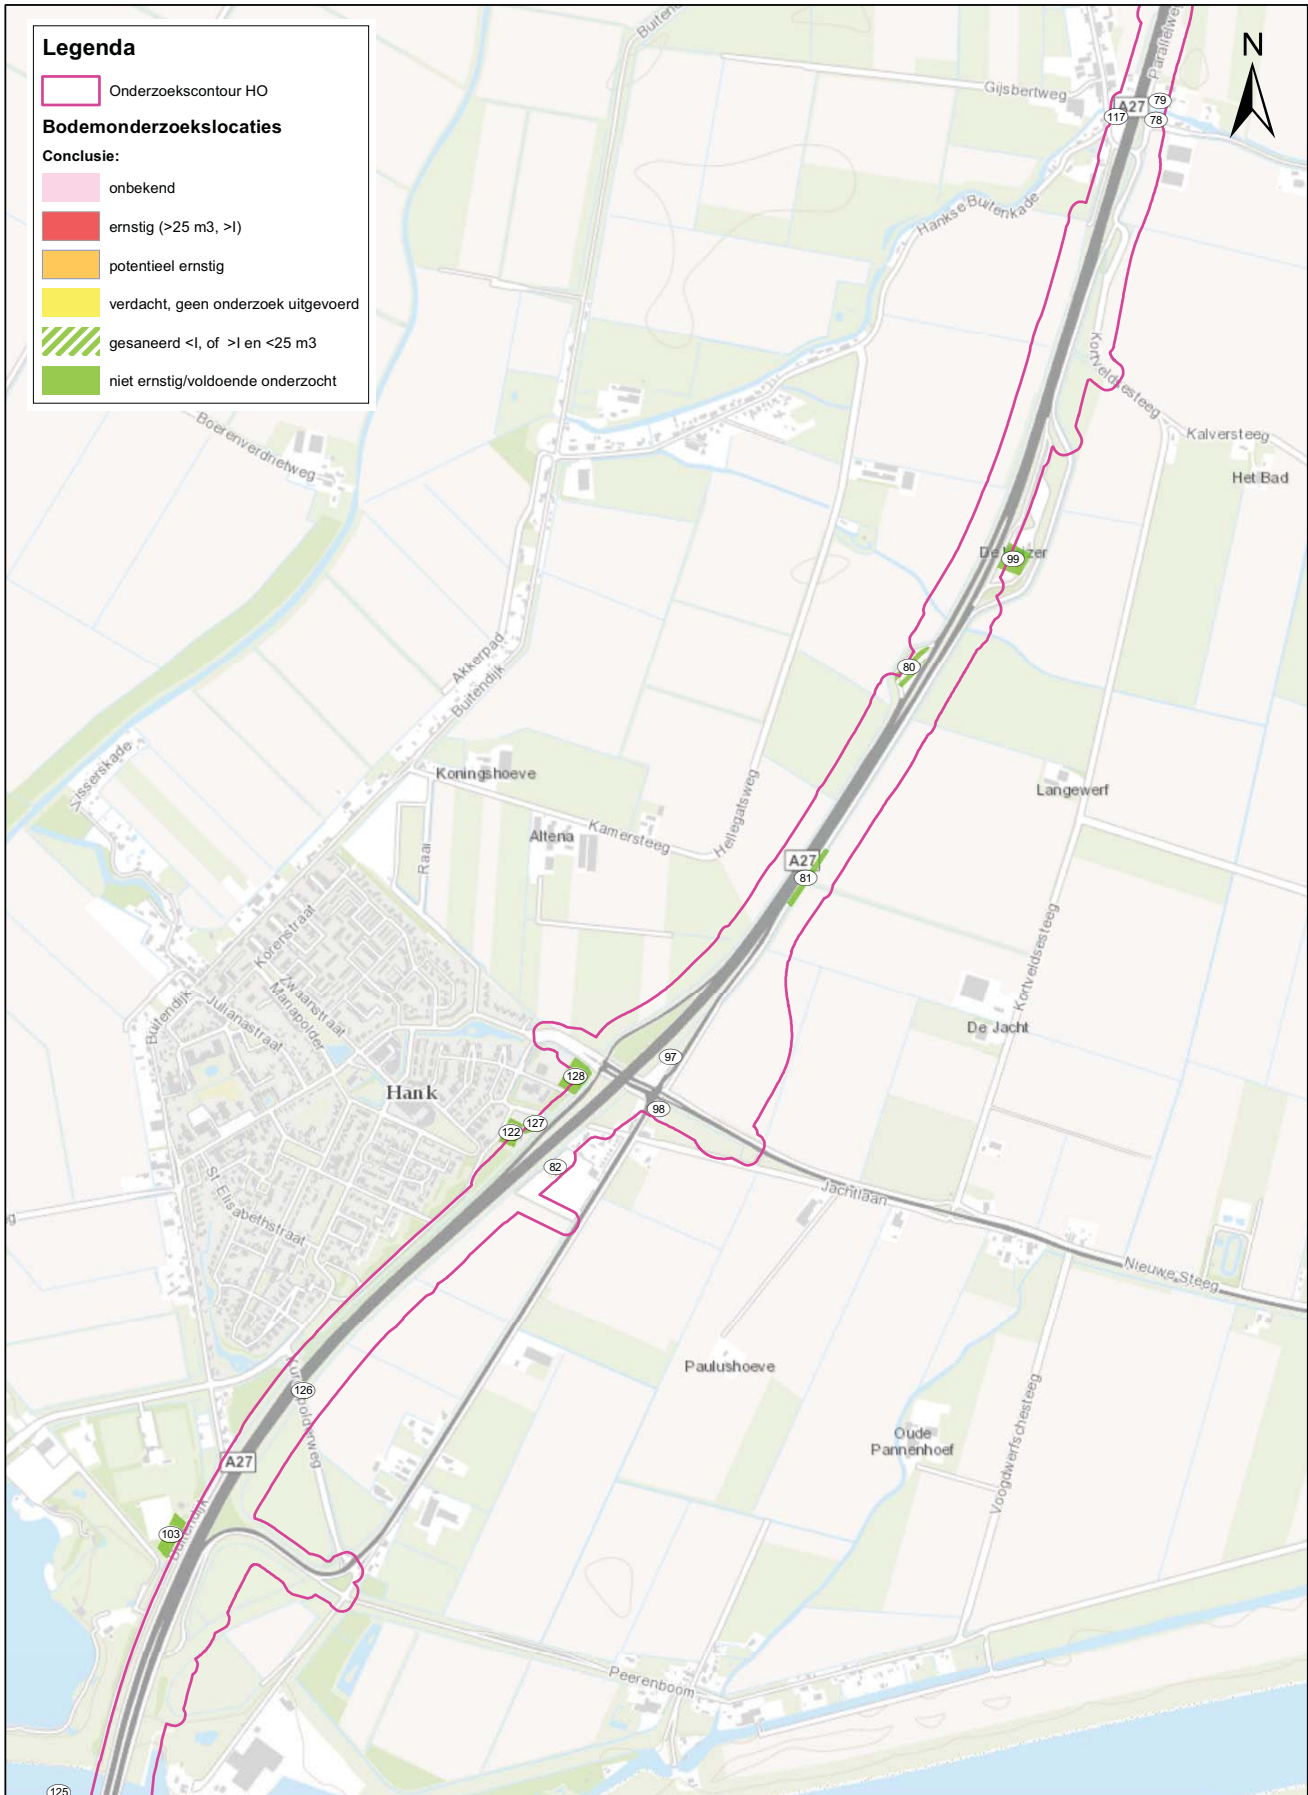 Legenda
Onderzoekscontour HO
Bodemonderzoekslocaties
Conclusie:
onbekend
ernstig (>25 m3, >I)
potentieel ernstig
verdacht, geen onderzoek uitgevoerd
gesaneerd <I, of >I en <25 m3
niet ernstig/voldoende onderzocht
N
Parallelweg
Gijsbertweg
A27
79
117
78
Hankse Buitenkade
Kortveldsesteeg
Kalversteeg
Het Bad
Boerenverdrietweg
99
Akkerpad
Buitendijk
80
Visserskade
Koningshoeve
Langewerf
Altena
Kamersteeg
Hellegatsweg
Raai
A27
81
Korenstraat
Zwaanstraat
Mariapolder
Julianastraat
Buitendijk
Kortveldsesteeg
De Jacht
97
128
Hank
98
127
122
82
St. Elisabethstraat
Jachtlaan
Nieuwe Steeg
Paulushoeve
126
A27
Oude
Pannenhoef
Voogdwerfschesteeg
103
Buitendijk
Peerenboom
125